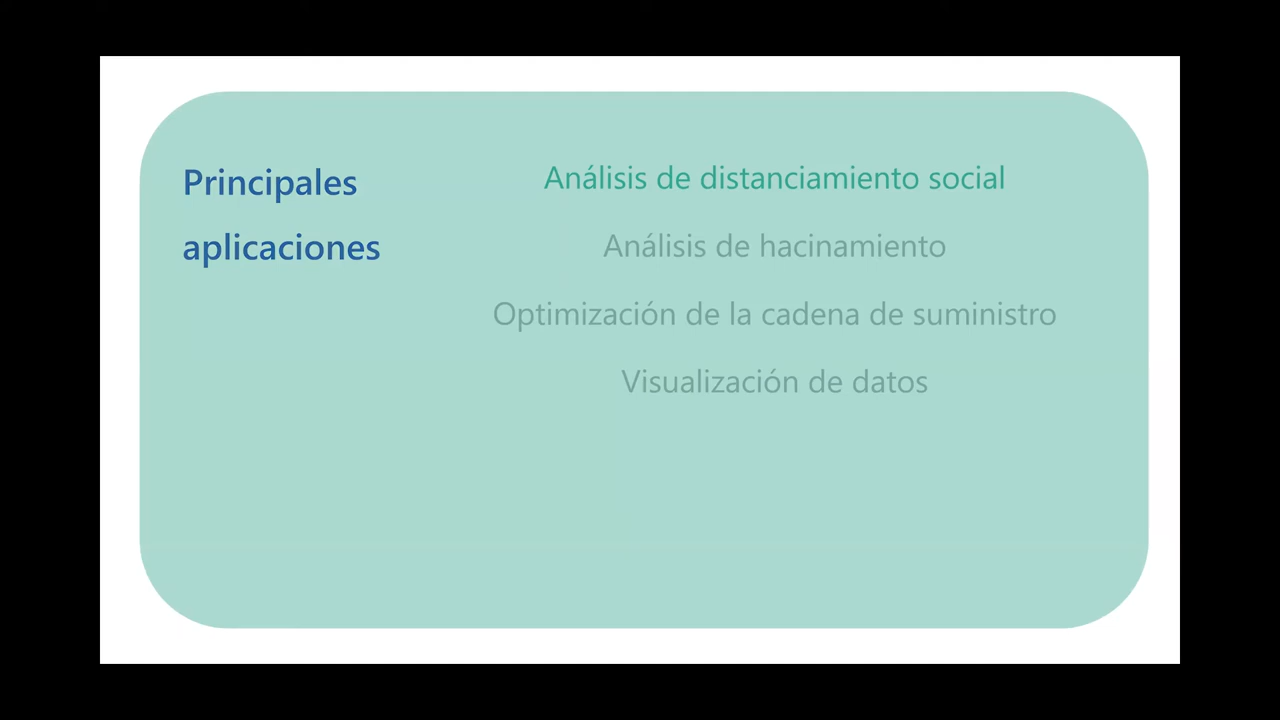 Principales
aplicaciones
Análisis de distanciamiento social
Análisis de hacinamiento
Optimización de la cadena de suministro
Visualización de datos